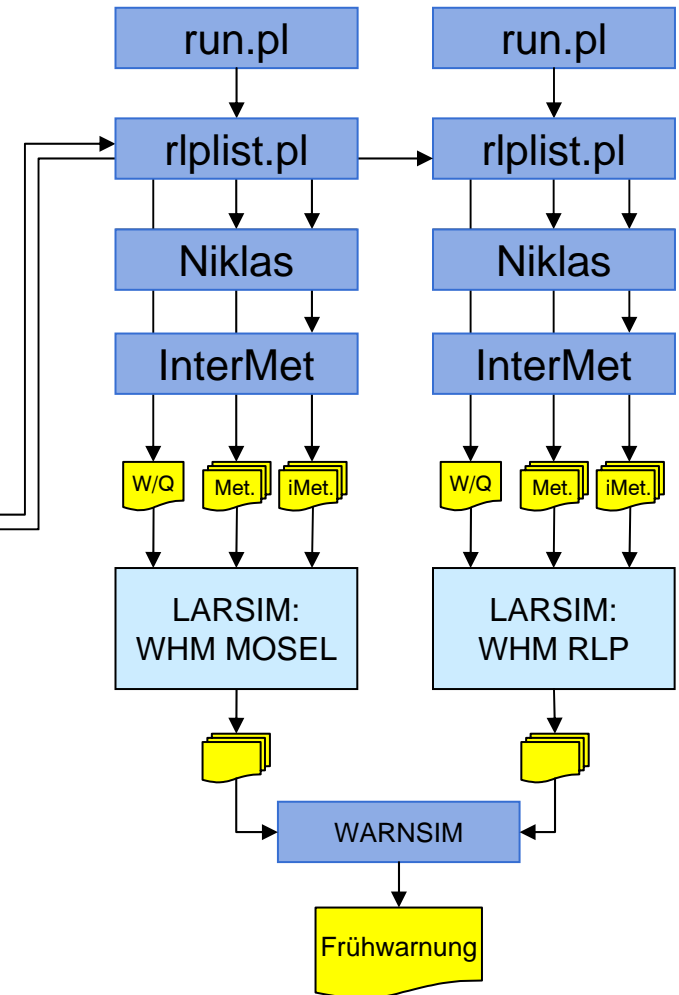 run.pl
run.pl
rlplist.pl
rlplist.pl
Niklas
Niklas
InterMet
InterMet
W/Q
Met.
iMet.
W/Q
Met.
iMet.
LARSIM:
WHM MOSEL
LARSIM:
WHM RLP
WARNSIM
Frühwarnung